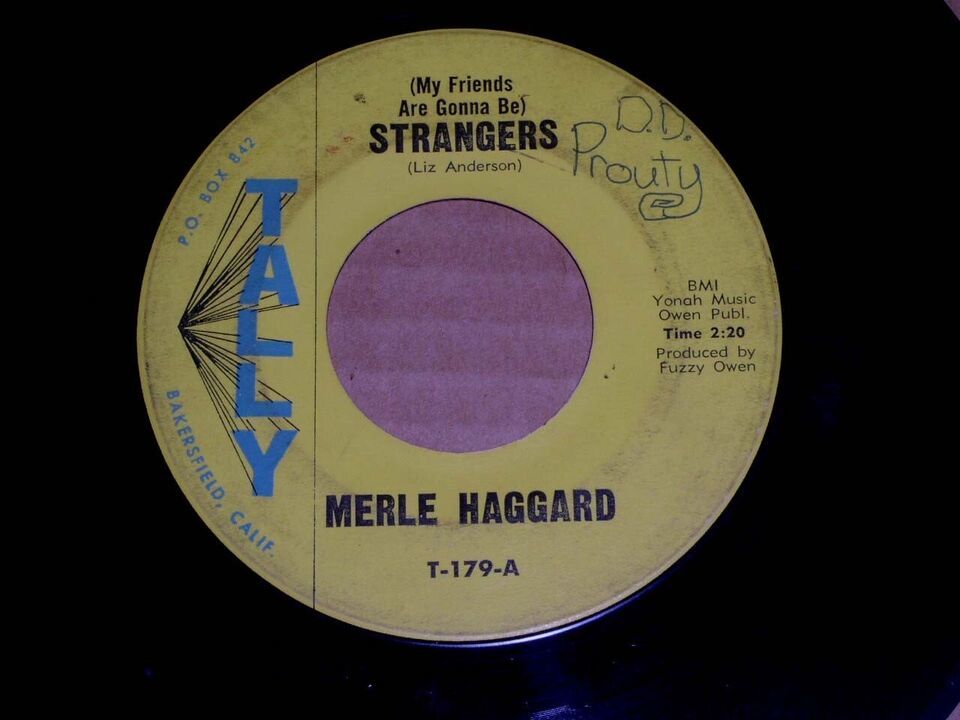 (My Friends
Are Gonna Be)
STRANGERS
(Liz Anderson)
D.D.
Prouty
P.O. BOX 842
TALLY
BAKERSFIELD, CALIF.
BMI
Yonah Music
Owen Publ.
Time 2:20
Produced by
Fuzzy Owen
MERLE HAGGARD
T-179-A